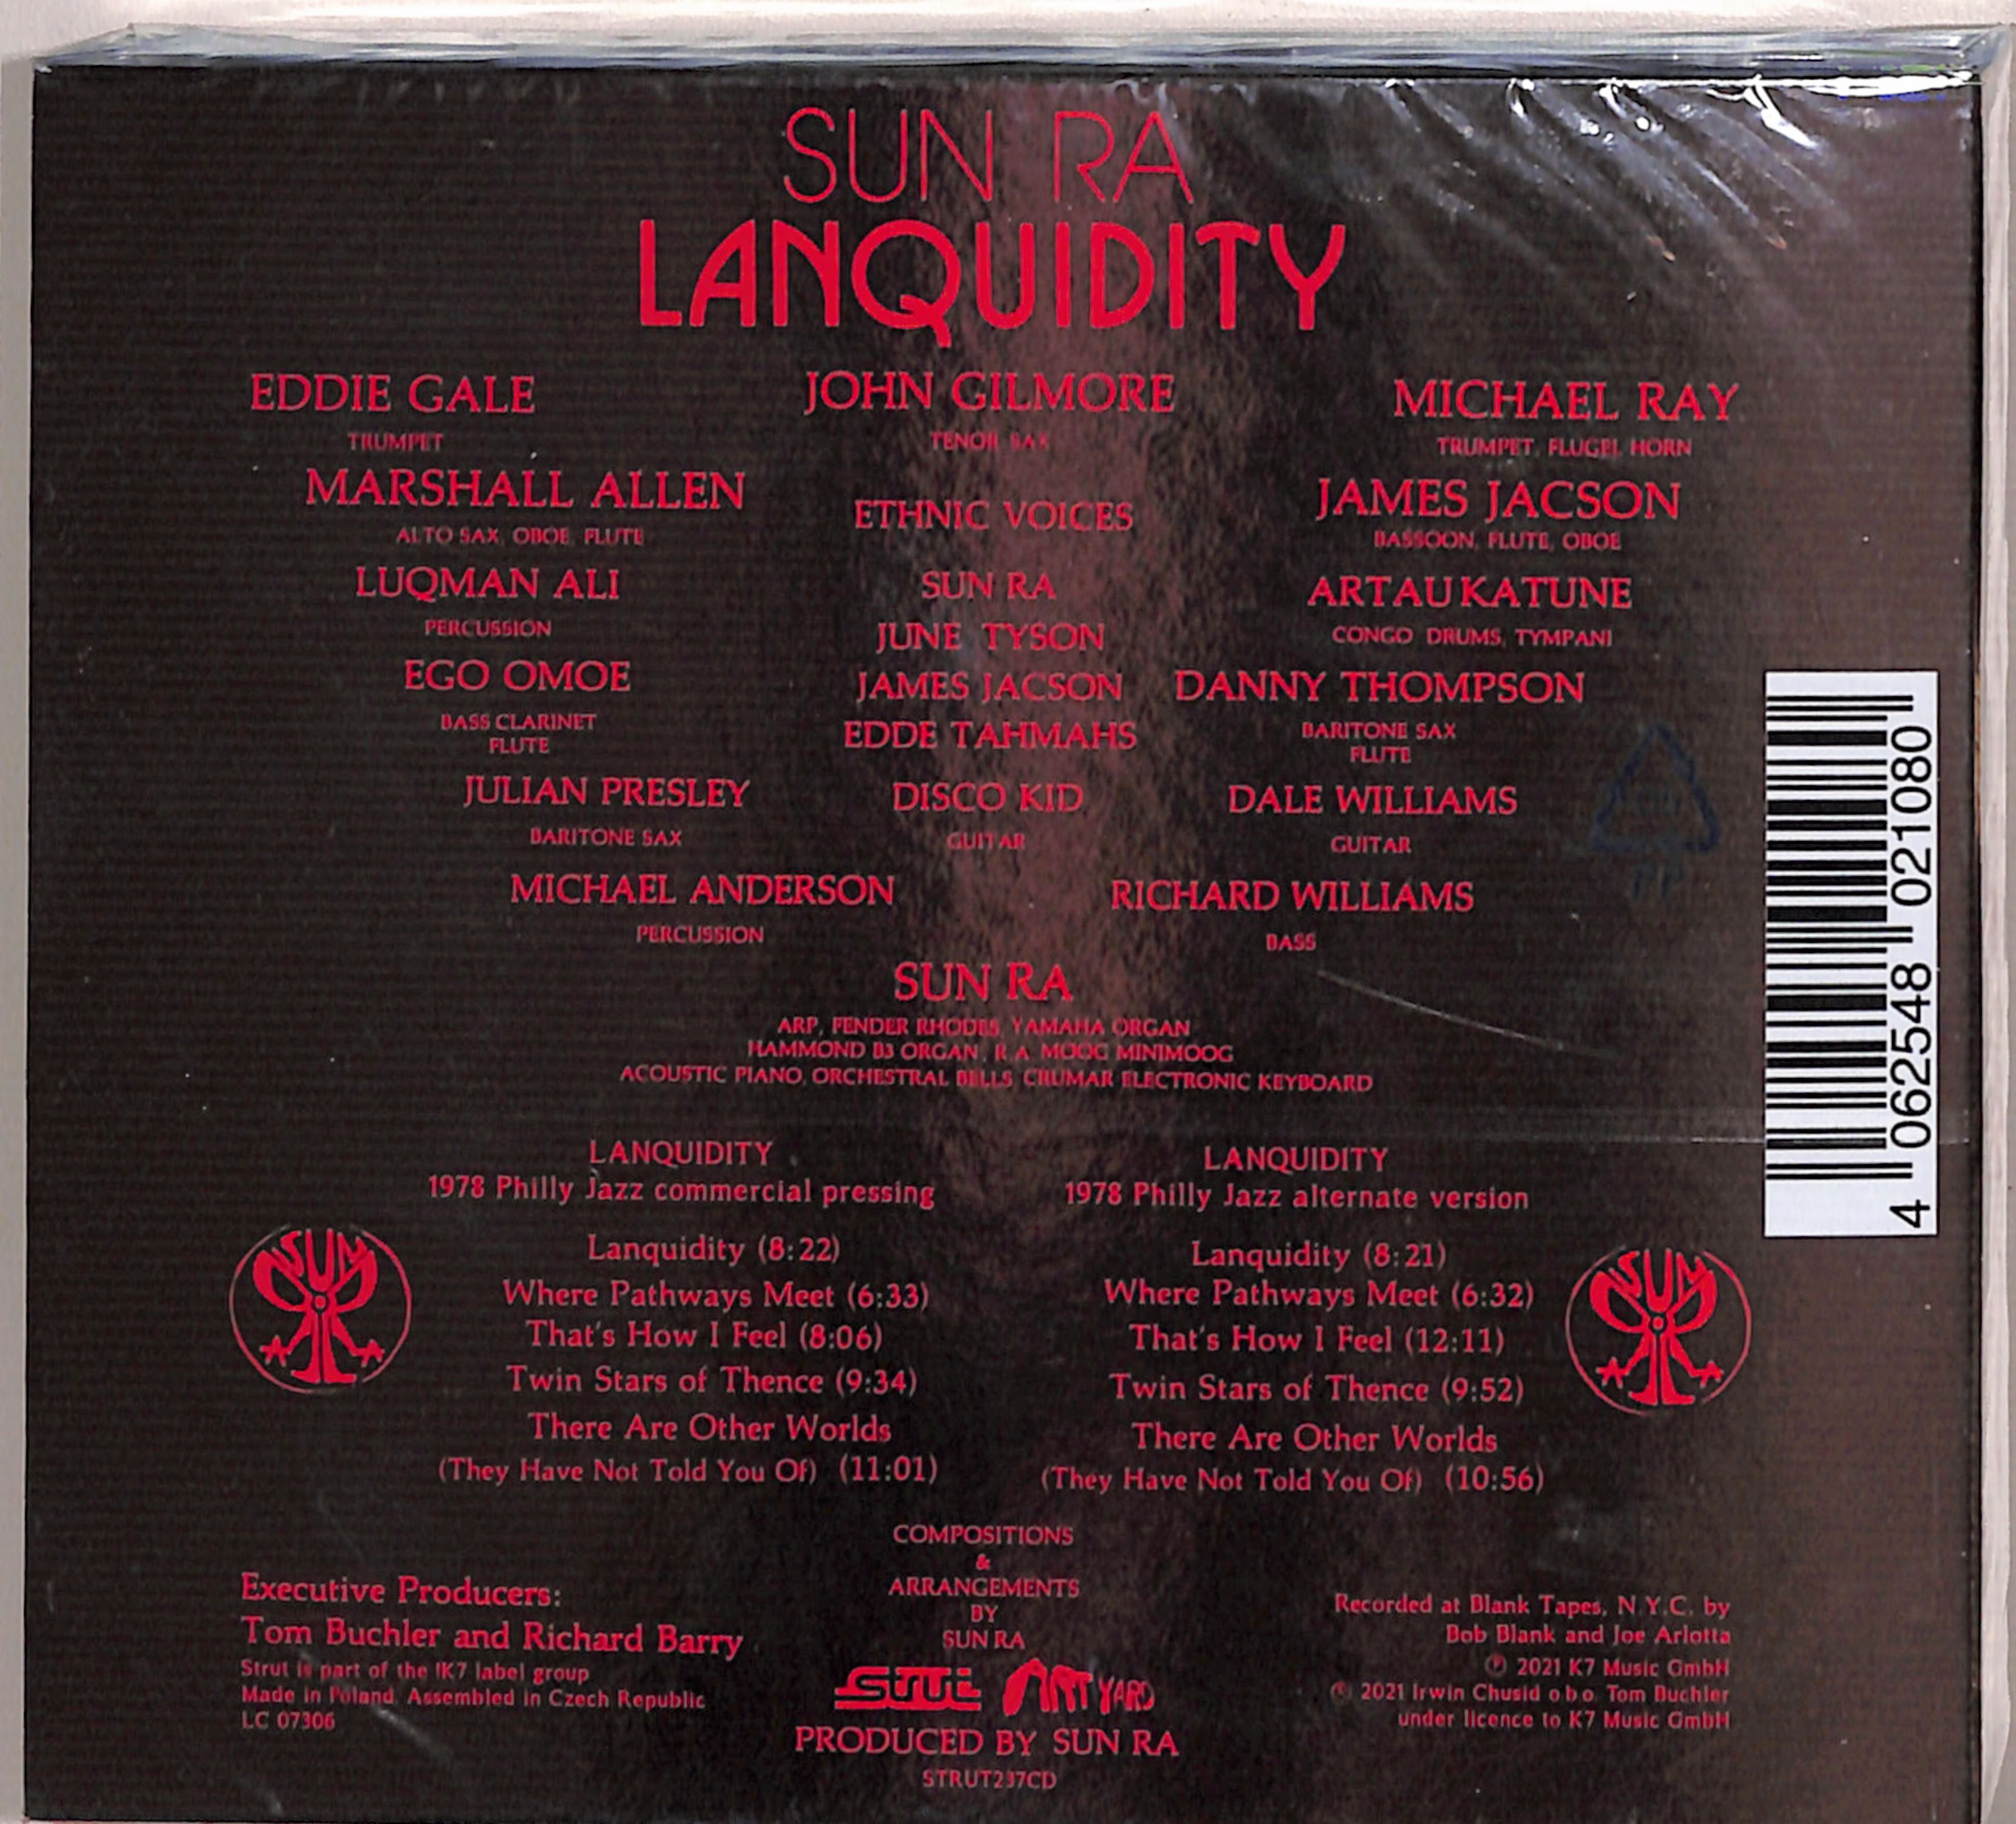 SUN RA
LANQUIDITY
EDDIE GALE
TRUMPET
JOHN GILMORE
TENOR SAX
MICHAEL RAY
TRUMPET, FLUGEL HORN
MARSHALL ALLEN
ALTO SAX, OBOE, FLUTE
ETHNIC VOICES
SUN RA
JUNE TYSON
JAMES JACSON
EDDE TAHMAHS
JAMES JACSON
BASSOON, FLUTE, OBOE
LUQMAN ALI
PERCUSSION
ARTAU KATUNE
CONGO DRUMS, TYMPANI
EGO OMOE
BASS CLARINET
FLUTE
DANNY THOMPSON
BARITONE SAX
FLUTE
JULIAN PRESLEY
BARITONE SAX
DISCO KID
GUITAR
DALE WILLIAMS
GUITAR
MICHAEL ANDERSON
PERCUSSION
RICHARD WILLIAMS
BASS
SUN RA
ARP, FENDER RHODES, YAMAHA ORGAN
HAMMOND B3 ORGAN, R.A. MOOG MINIMOOG
ACOUSTIC PIANO, ORCHESTRAL BELLS, CRUMAR ELECTRONIC KEYBOARD
LANQUIDITY
1978 Philly Jazz commercial pressing
Lanquidity (8:22)
Where Pathways Meet (6:33)
That's How I Feel (8:06)
Twin Stars of Thence (9:34)
There Are Other Worlds
(They Have Not Told You Of) (11:01)
LANQUIDITY
1978 Philly Jazz alternate version
Lanquidity (8:21)
Where Pathways Meet (6:32)
That's How I Feel (12:11)
Twin Stars of Thence (9:52)
There Are Other Worlds
(They Have Not Told You Of) (10:56)
SUN
SUN
COMPOSITIONS
&
ARRANGEMENTS
BY
SUN RA
Executive Producers:
Tom Buchler and Richard Barry
Strut is part of the !K7 label group
Made in Poland. Assembled in Czech Republic
LC 07306
Strut ART YARD
PRODUCED BY SUN RA
STRUT237CD
Recorded at Blank Tapes, N.Y.C. by
Bob Blank and Joe Arlotta
℗ 2021 K7 Music GmbH
© 2021 Irwin Chusid o.b.o. Tom Buchler
under licence to K7 Music GmbH
4 062548 021080
PP